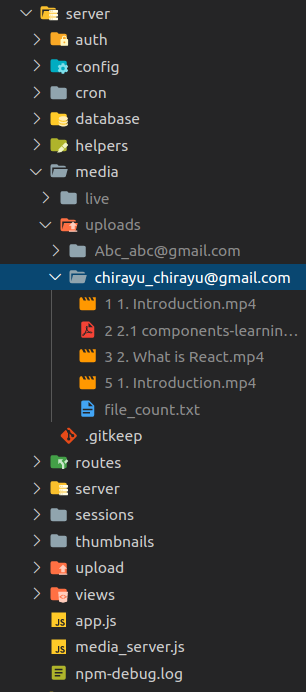 server
auth
config
cron
database
helpers
media
live
uploads
Abc_abc@gmail.com
chirayu_chirayu@gmail.com
1 1. Introduction.mp4
2 2.1 components-learnin...
3 2. What is React.mp4
5 1. Introduction.mp4
file_count.txt
.gitkeep
routes
server
sessions
thumbnails
upload
views
JS app.js
JS media_server.js
npm-debug.log